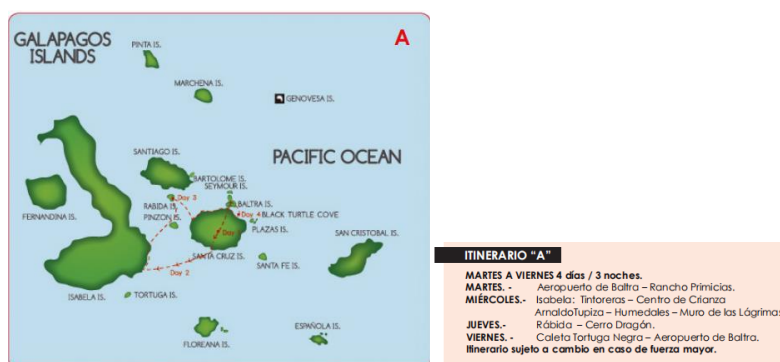 GALAPAGOS
ISLANDS
A
PINTA IS.
MARCHENA IS.
GENOVESA IS.
SANTIAGO IS.
PACIFIC OCEAN
BARTOLOME IS.
SEYMOUR IS.
Day 3
RABIDA IS.
BALTRA IS.
FERNANDINA IS.
PINZON IS.
Day 4
BLACK TURTLE COVE
Day
PLAZAS IS.
SAN CRISTOBAL IS.
SANTA CRUZ IS.
SANTA FE IS.
Day 2
ISABELA IS.
TORTUGA IS.
FLOREANA IS.
ESPAÑOLA IS.
ITINERARIO “A”
MARTES A VIERNES 4 días / 3 noches.
MARTES. - Aeropuerto de Baltra – Rancho Primicias.
MIÉRCOLES.- Isabela: Tintoreras – Centro de Crianza
ArnaldoTupiza – Humedales – Muro de las Lágrimas
JUEVES.- Rábida – Cerro Dragón.
VIERNES. - Caleta Tortuga Negra – Aeropuerto de Baltra.
Itinerario sujeto a cambio en caso de fuerza mayor.